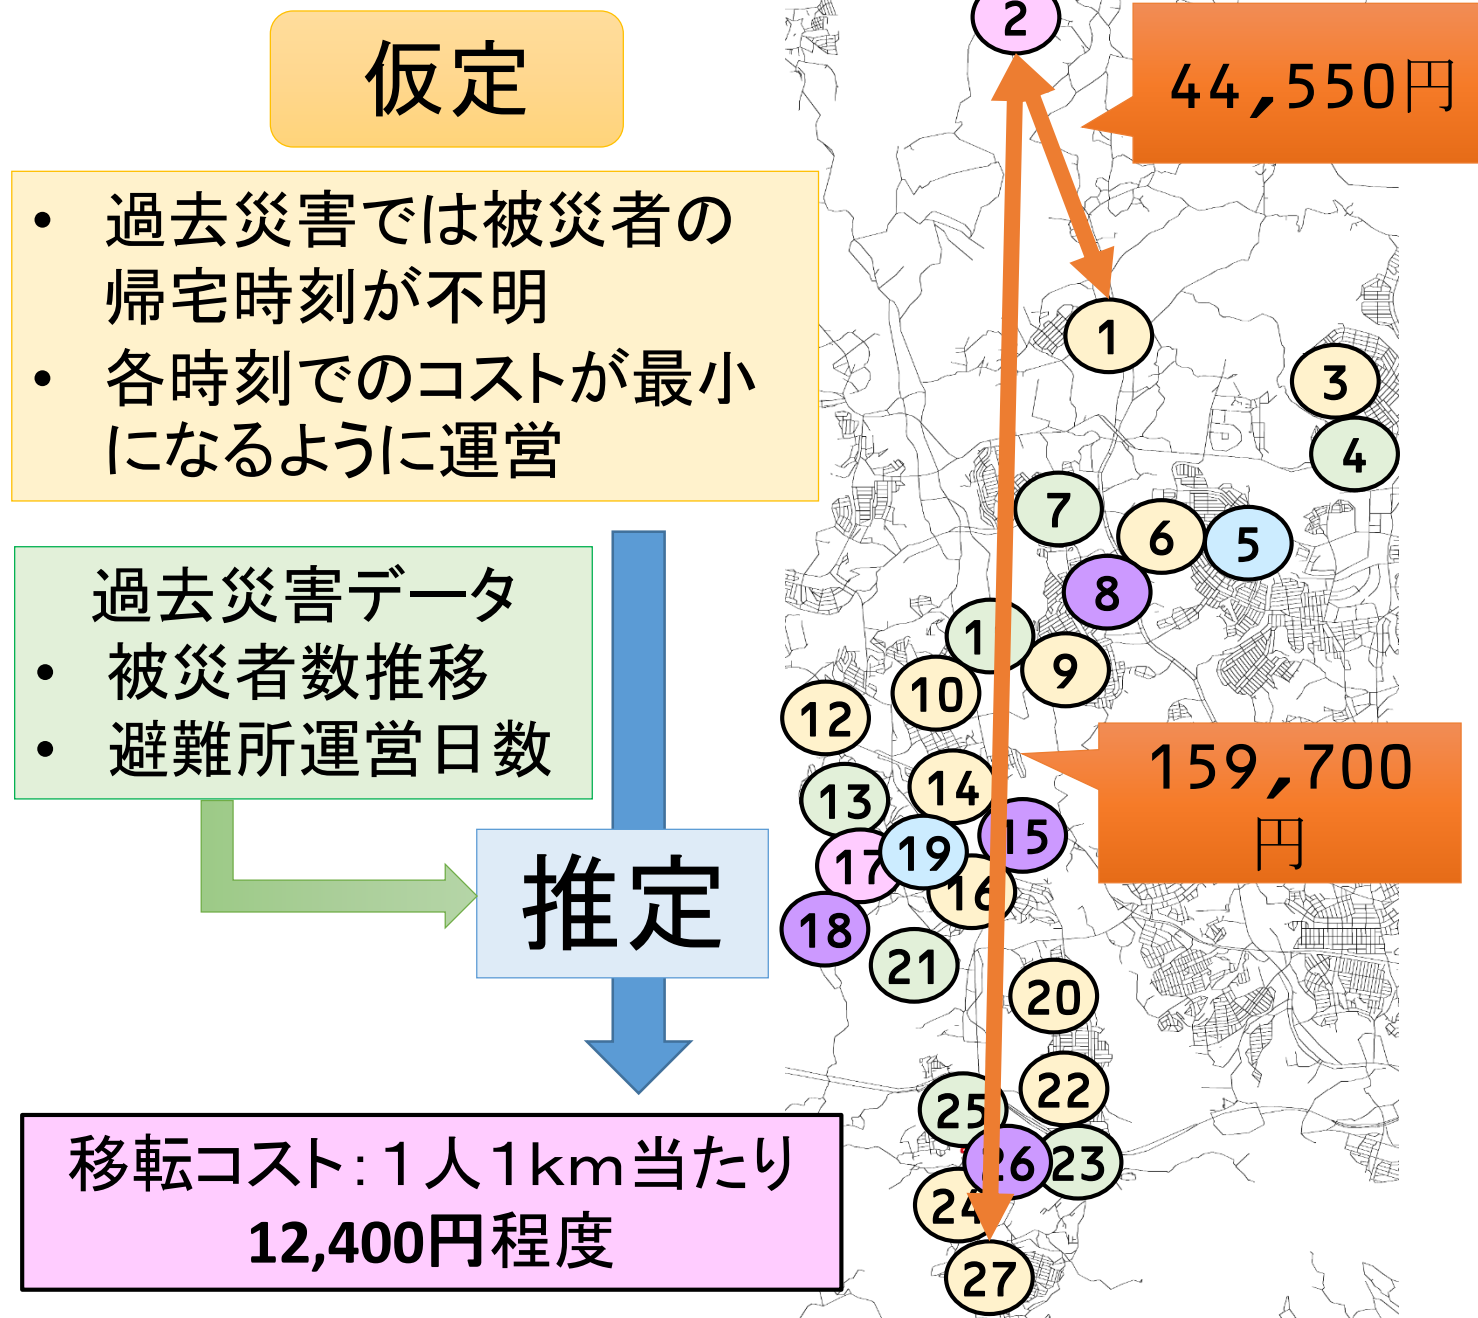 仮定
• 過去災害では被災者の
帰宅時刻が不明
• 各時刻でのコストが最小
になるように運営
過去災害データ
• 被災者数推移
• 避難所運営日数
推定
移転コスト：１人１ｋｍ当たり
12,400円程度
2
44,550円
1
3
4
7
6
5
8
1
9
10
12
159,700
円
14
13
15
19
17
16
18
21
20
22
25
26
23
24
27